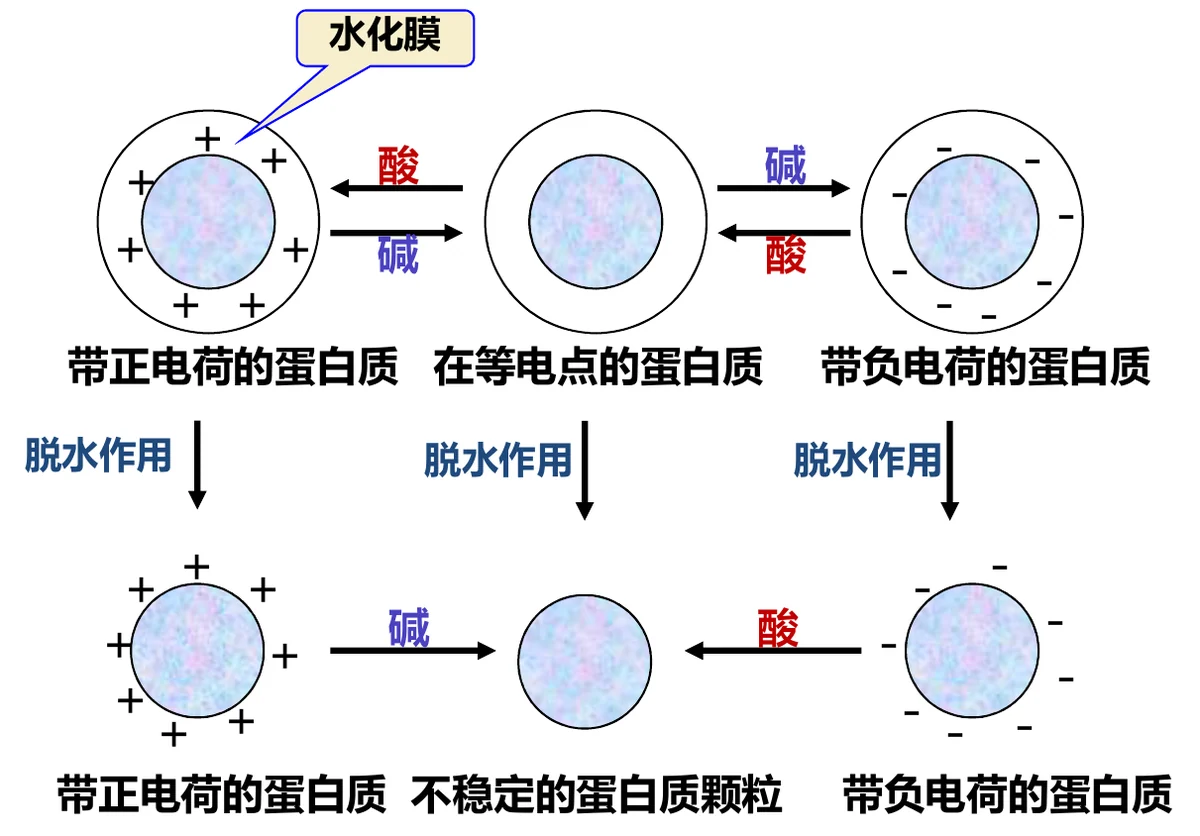 水化膜
酸
碱
碱
酸
带正电荷的蛋白质
在等电点的蛋白质
带负电荷的蛋白质
脱水作用
脱水作用
脱水作用
碱
酸
带正电荷的蛋白质
不稳定的蛋白质颗粒
带负电荷的蛋白质